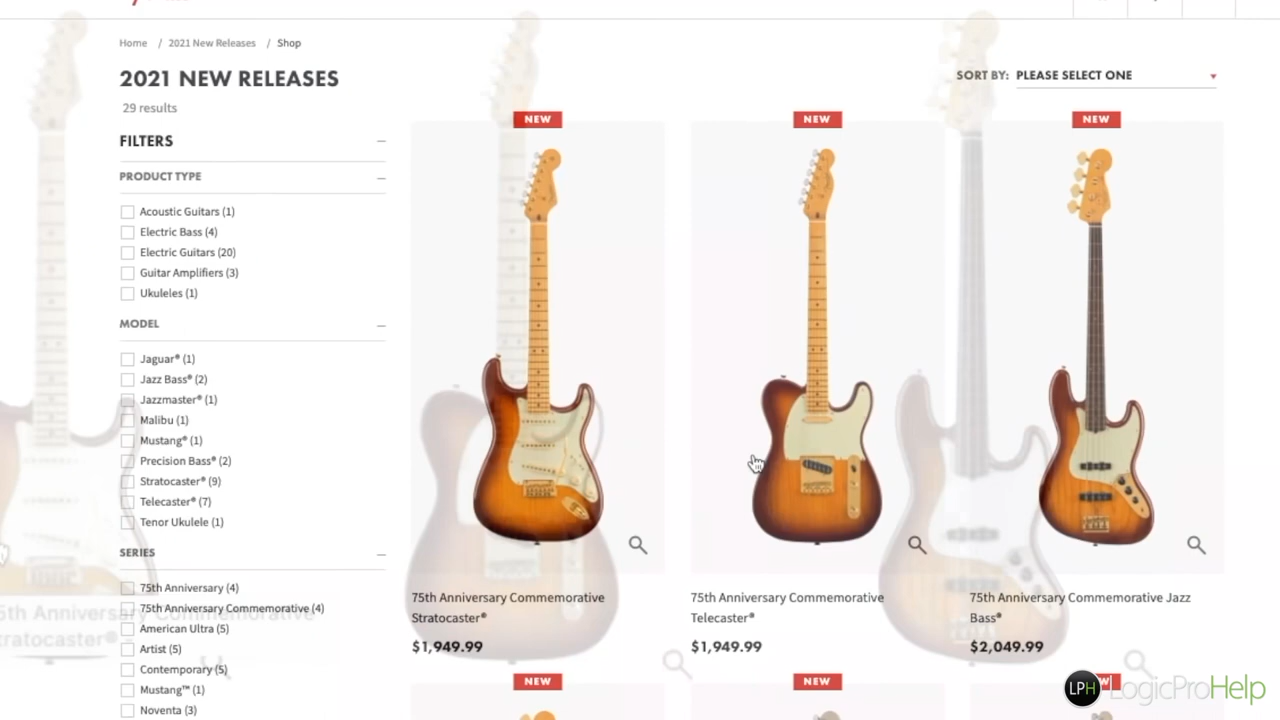 Home / 2021 New Releases / Shop
2021 NEW RELEASES
29 results
SORT BY: PLEASE SELECT ONE
FILTERS
PRODUCT TYPE
Acoustic Guitars (1)
Electric Bass (4)
Electric Guitars (20)
Guitar Amplifiers (3)
Ukuleles (1)
MODEL
Jaguar® (1)
Jazz Bass® (2)
Jazzmaster® (1)
Malibu (1)
Mustang® (1)
Precision Bass® (2)
Stratocaster® (9)
Telecaster® (7)
Tenor Ukulele (1)
SERIES
75th Anniversary (4)
75th Anniversary Commemorative (4)
American Ultra (5)
Artist (5)
Contemporary (5)
Mustang™ (1)
Noventa (3)
5th Anniversary Commemorative
tratocaster®
NEW
75th Anniversary Commemorative
Stratocaster®
$1,949.99
NEW
NEW
75th Anniversary Commemorative
Telecaster®
$1,949.99
NEW
NEW
75th Anniversary Commemorative Jazz
Bass®
$2,049.99
LPH LogicProHelp